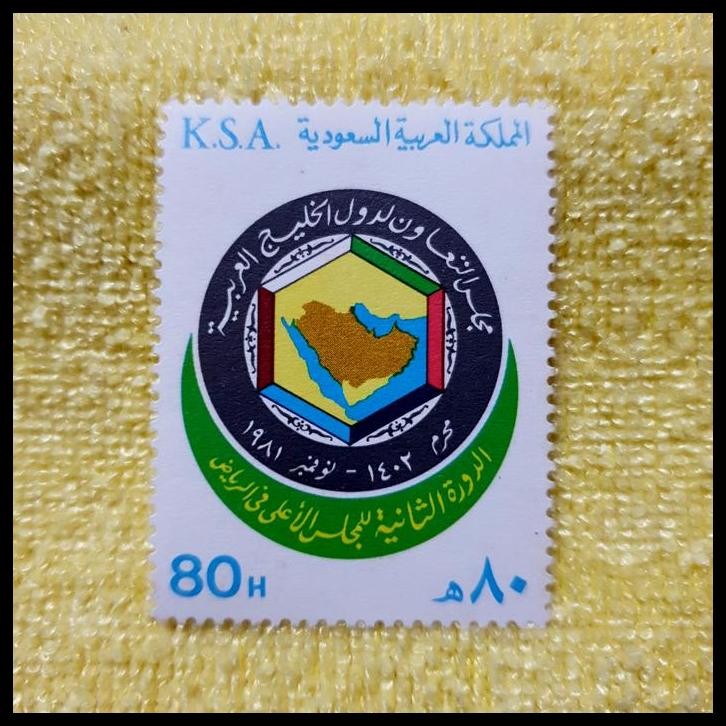 K.S.A. المملكة العربية السعودية
مجلس التعاون لدول الخليج العربية
محرم ١٤٠٢ - نوفمبر ١٩٨١
الدورة الثانية للمجلس الأعلى في الرياض
80H ٨٠ هـ